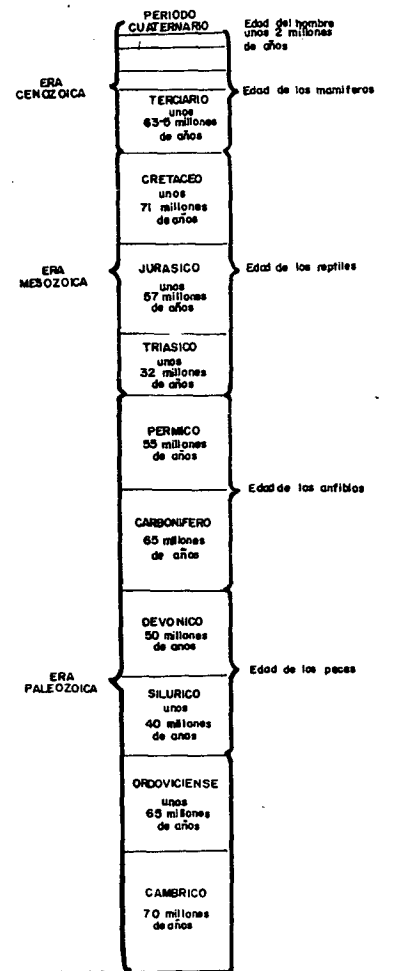 PERIODO
CUATERNARIO
Edad del hombre
unos 2 millones
de años
ERA
CENOZOICA
TERCIARIO
unos
63-6 millones
de años
Edad de los mamiferos
CRETACEO
unos
71 millones
de años
ERA
MESOZOICA
JURASICO
unos
57 millones
de años
Edad de los reptiles
TRIASICO
unos
32 millones
de años
PERMICO
55 millones
de años
Edad de los anfibios
CARBONIFERO
65 millones
de años
DEVONICO
50 millones
de anos
ERA
PALEOZOICA
Edad de los peces
SILURICO
unos
40 millones
de anos
ORDOVICIENSE
unos
65 millones
de años
CAMBRICO
70 millones
de años